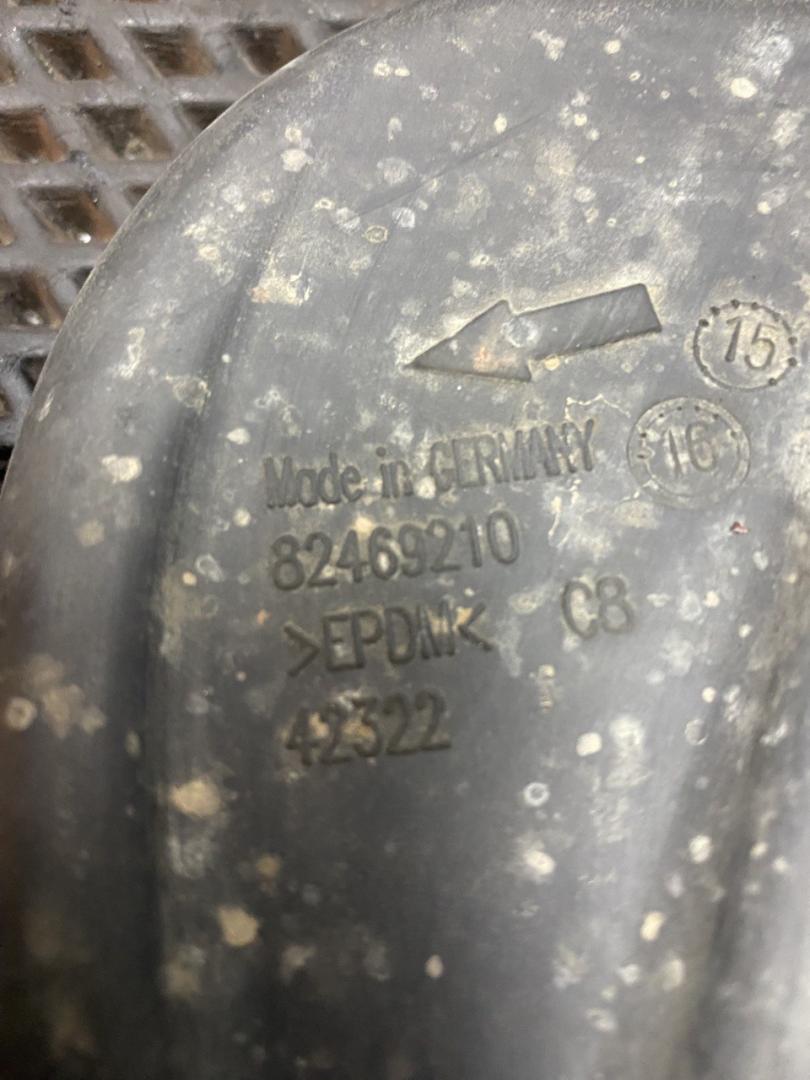 15
16
Made in GERMANY
82469210
>EPDM< C8
42322